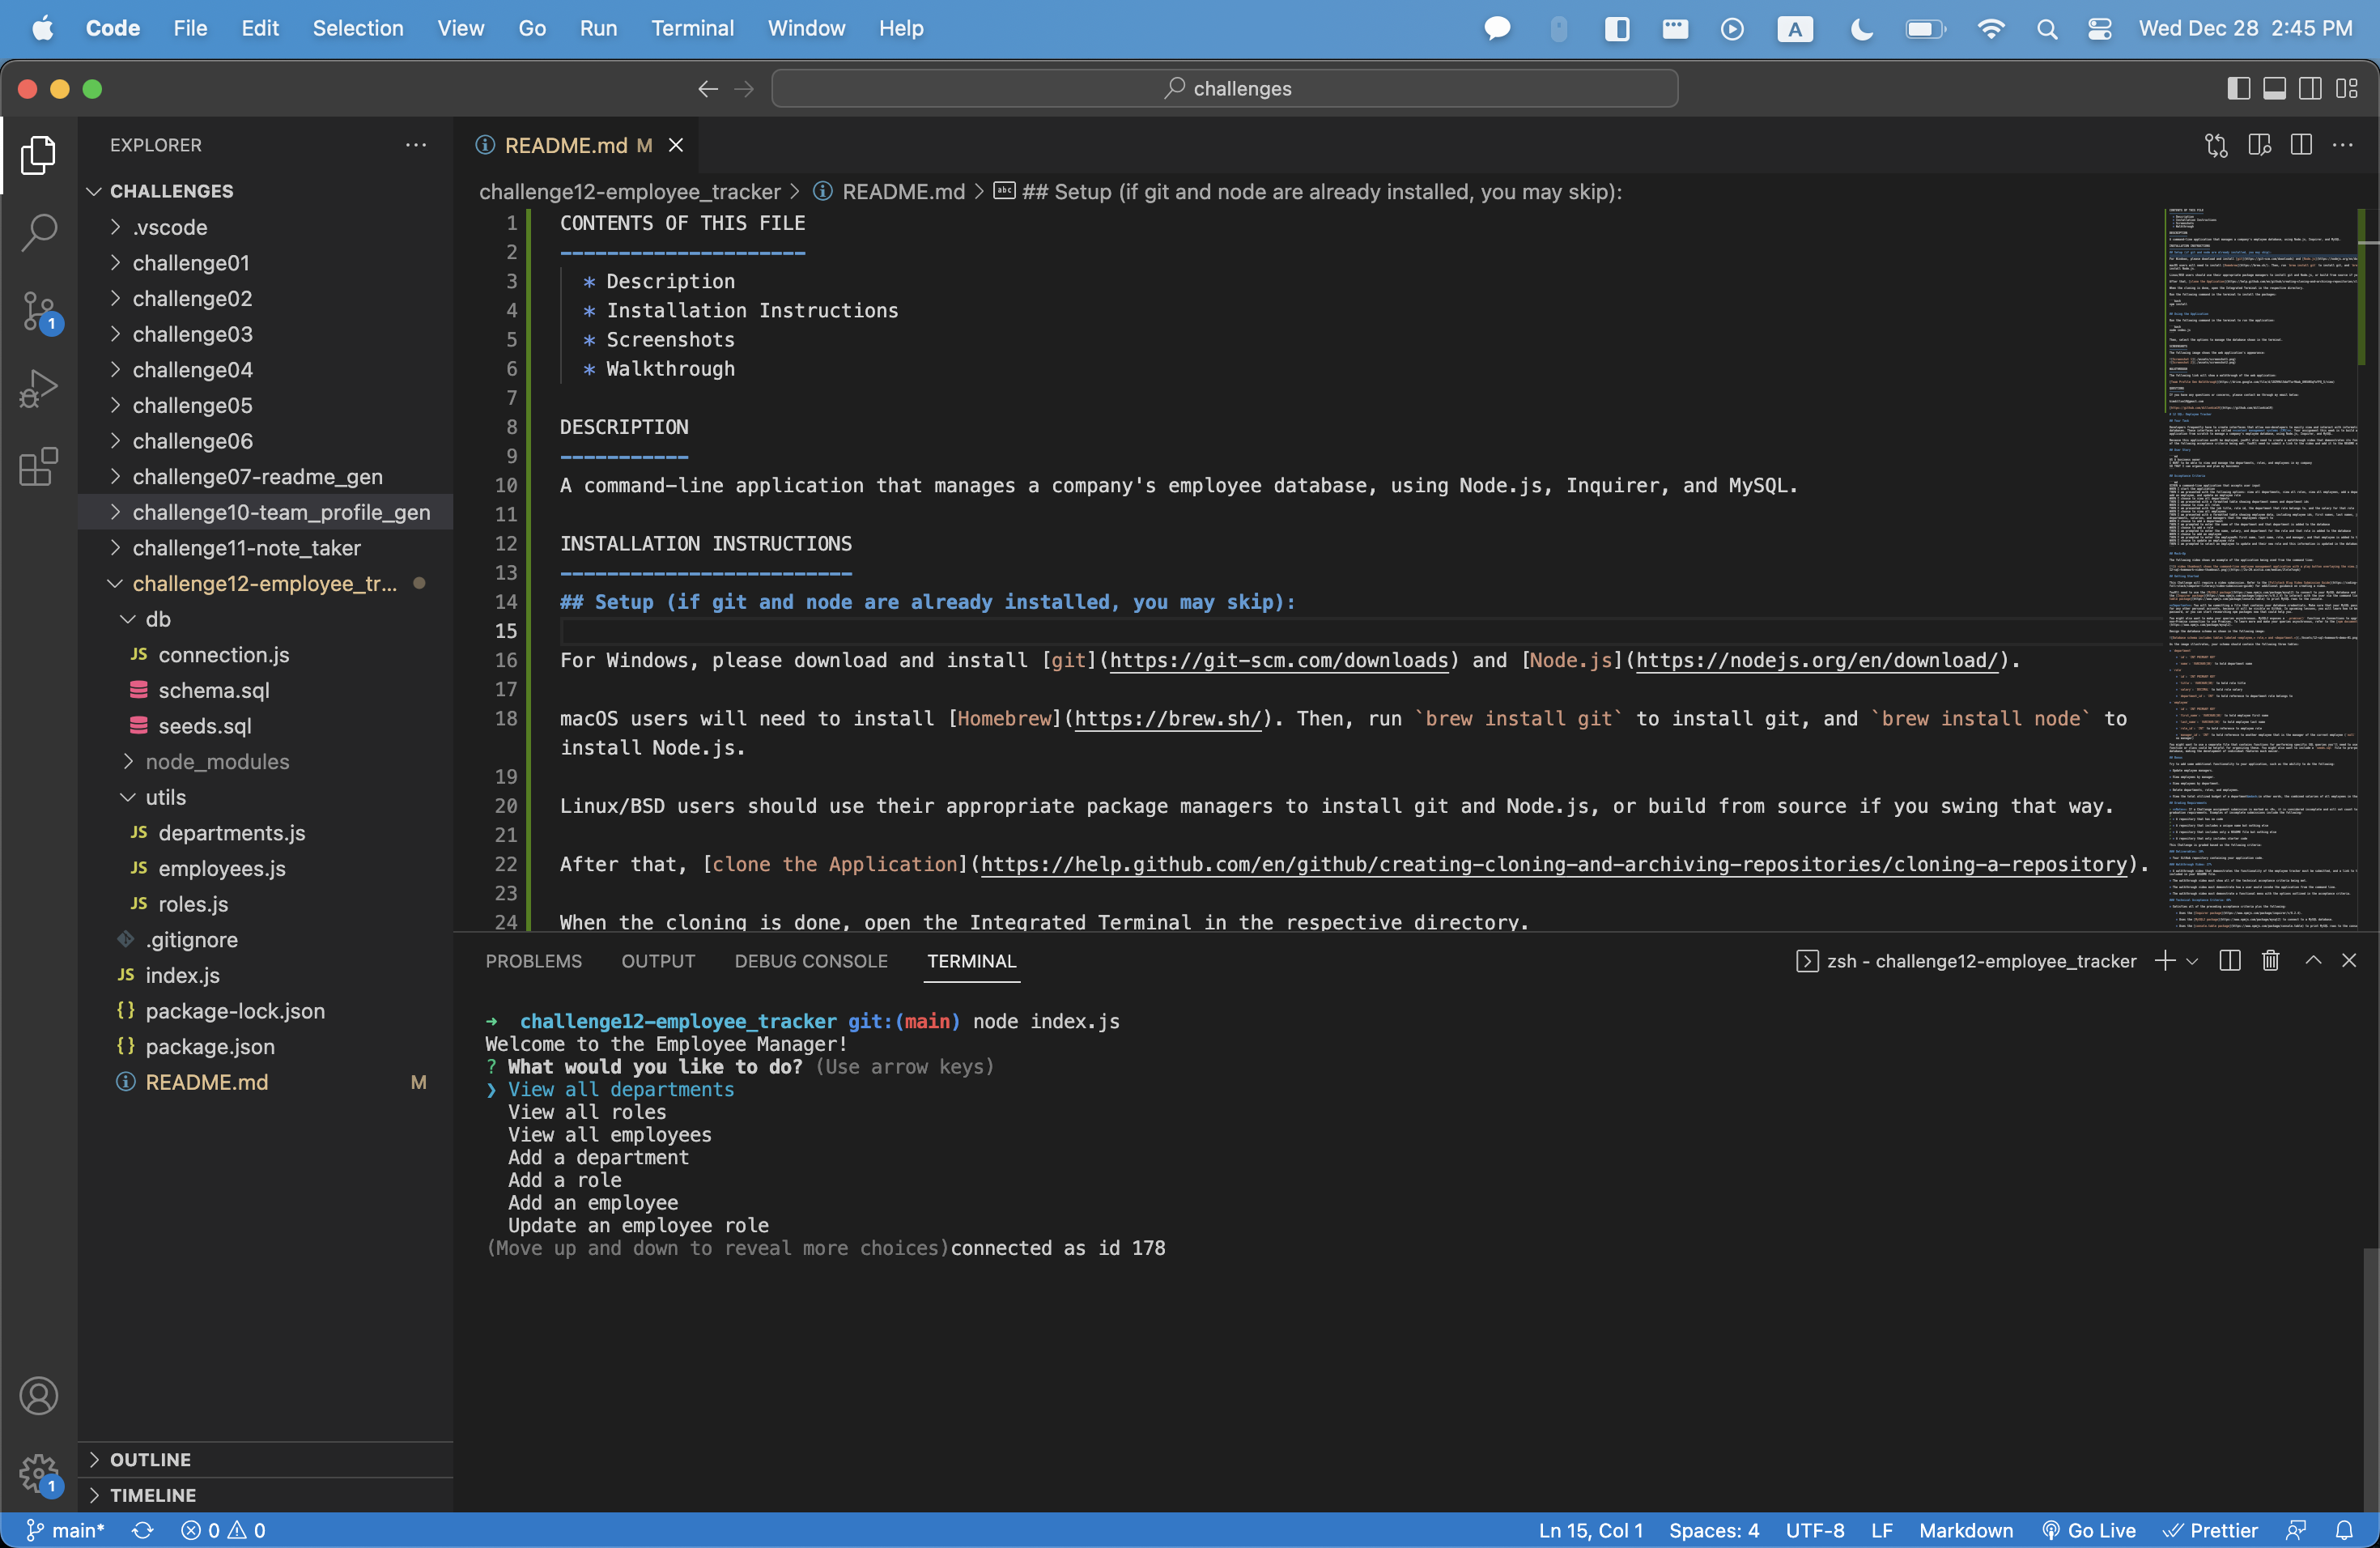 Code File Edit Selection View Go Run Terminal Window Help
A
Wed Dec 28 2:45 PM
challenges
EXPLORER
CHALLENGES
.vscode
challenge01
challenge02
challenge03
challenge04
challenge05
challenge06
challenge07-readme_gen
challenge10-team_profile_gen
challenge11-note_taker
challenge12-employee_tr...
db
JS connection.js
schema.sql
seeds.sql
node_modules
utils
JS departments.js
JS employees.js
JS roles.js
.gitignore
JS index.js
{} package-lock.json
{} package.json
README.md M
OUTLINE
TIMELINE
1
1
README.md M
challenge12-employee_tracker > README.md > abc ## Setup (if git and node are already installed, you may skip):
1 CONTENTS OF THIS FILE
2 ---------------------
3 * Description
4 * Installation Instructions
5 * Screenshots
6 * Walkthrough
7
8 DESCRIPTION
9 -----------
10 A command-line application that manages a company's employee database, using Node.js, Inquirer, and MySQL.
11
12 INSTALLATION INSTRUCTIONS
13 -------------------------
14 ## Setup (if git and node are already installed, you may skip):
15
16 For Windows, please download and install [git](https://git-scm.com/downloads) and [Node.js](https://nodejs.org/en/download/).
17
18 macOS users will need to install [Homebrew](https://brew.sh/). Then, run `brew install git` to install git, and `brew install node` to
install Node.js.
19
20 Linux/BSD users should use their appropriate package managers to install git and Node.js, or build from source if you swing that way.
21
22 After that, [clone the Application](https://help.github.com/en/github/creating-cloning-and-archiving-repositories/cloning-a-repository).
23
24 When the cloning is done, open the Integrated Terminal in the respective directory.
PROBLEMS OUTPUT DEBUG CONSOLE TERMINAL
zsh - challenge12-employee_tracker
➜ challenge12-employee_tracker git:(main) node index.js
Welcome to the Employee Manager!
? What would you like to do? (Use arrow keys)
❯ View all departments
View all roles
View all employees
Add a department
Add a role
Add an employee
Update an employee role
(Move up and down to reveal more choices)connected as id 178
main* 0 0
Ln 15, Col 1 Spaces: 4 UTF-8 LF Markdown Go Live Prettier